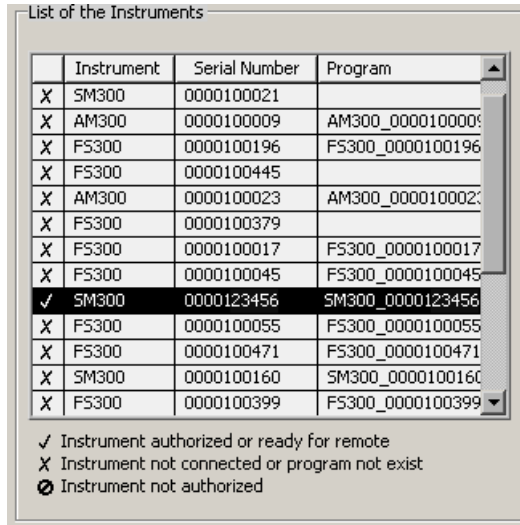 List of the Instruments
Instrument Serial Number Program
X SM300 0000100021
X AM300 0000100009 AM300_0000100009
X FS300 0000100196 FS300_0000100196
X FS300 0000100445
X AM300 0000100023 AM300_0000100023
X FS300 0000100379
X FS300 0000100017 FS300_0000100017
X FS300 0000100045 FS300_0000100045
✓ SM300 0000123456 SM300_0000123456
X FS300 0000100055 FS300_0000100055
X FS300 0000100471 FS300_0000100471
X SM300 0000100160 SM300_0000100160
X FS300 0000100399 FS300_0000100399
✓ Instrument authorized or ready for remote
X Instrument not connected or program not exist
Instrument not authorized